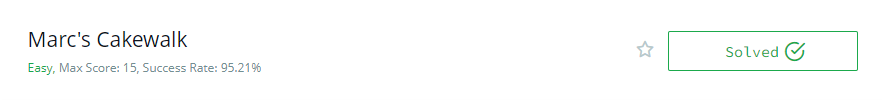 Marc's Cakewalk
Solved
Easy, Max Score: 15, Success Rate: 95.21%